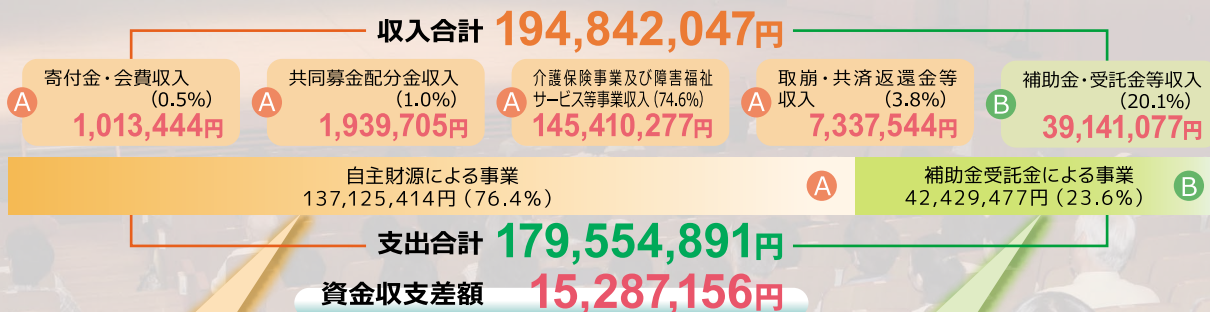 収入合計 194,842,047円
寄付金・会費収入
(0.5%)
A
1,013,444円
共同募金配分金収入
(1.0%)
A
1,939,705円
介護保険事業及び障害福祉
サービス等事業収入(74.6%)
A
145,410,277円
取崩・共済返還金等
収入 (3.8%)
A
7,337,544円
補助金・受託金等収入
(20.1%)
B
39,141,077円
自主財源による事業
137,125,414円(76.4%)
A
補助金受託金による事業
42,429,477円(23.6%)
B
支出合計 179,554,891円
資金収支差額 15,287,156円